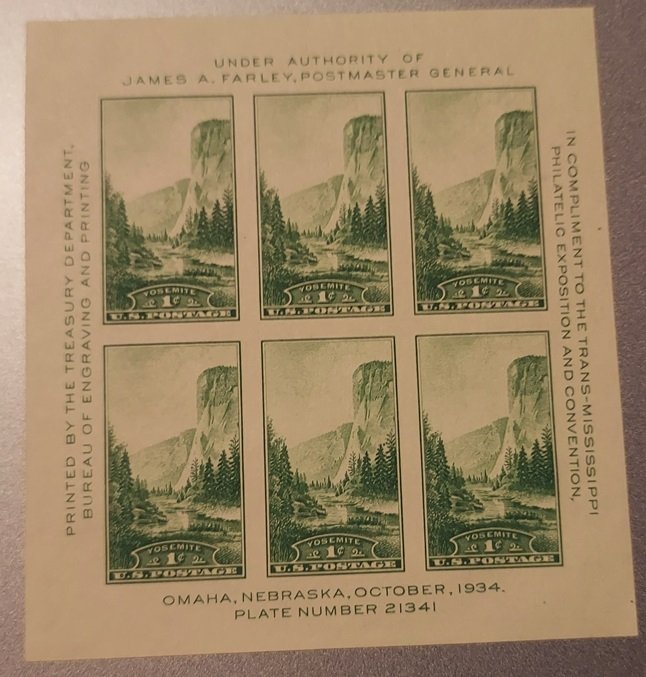 UNDER AUTHORITY OF
JAMES A. FARLEY, POSTMASTER GENERAL
PRINTED BY THE TREASURY DEPARTMENT,
BUREAU OF ENGRAVING AND PRINTING
IN COMPLIMENT TO THE TRANS-MISSISSIPPI
PHILATELIC EXPOSITION AND CONVENTION,
YOSEMITE
1¢
U.S. POSTAGE
YOSEMITE
1¢
U.S. POSTAGE
YOSEMITE
1¢
U.S. POSTAGE
YOSEMITE
1¢
U.S. POSTAGE
YOSEMITE
1¢
U.S. POSTAGE
YOSEMITE
1¢
U.S. POSTAGE
OMAHA, NEBRASKA, OCTOBER, 1934.
PLATE NUMBER 21341